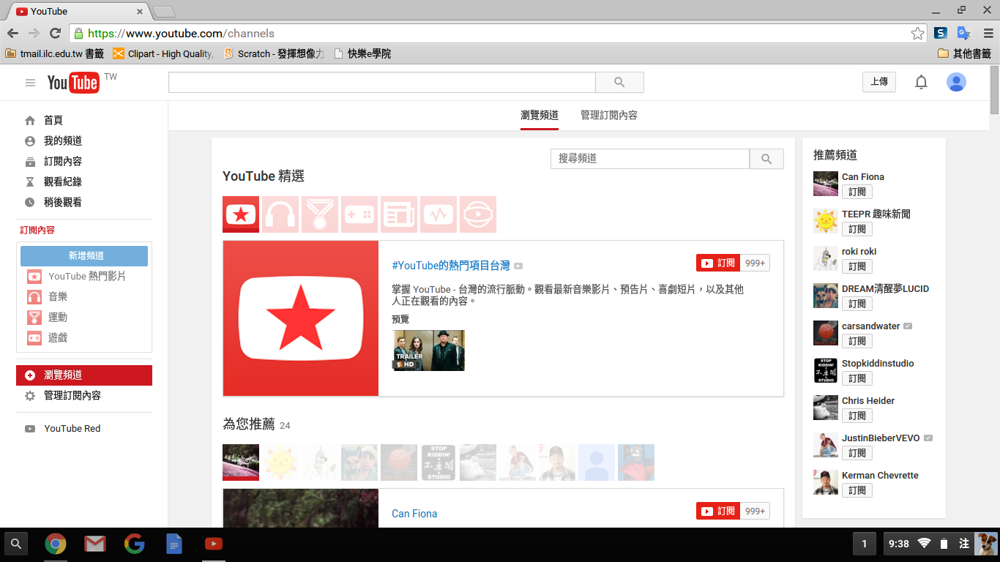 YouTube
https://www.youtube.com/channels
tmail.ilc.edu.tw 書籤
Clipart - High Quality,
Scratch - 發揮想像力
快樂e學院
其他書籤
YouTube TW
上傳
首頁
我的頻道
訂閱內容
觀看紀錄
稍後觀看
訂閱內容
新增頻道
YouTube 熱門影片
音樂
運動
遊戲
瀏覽頻道
管理訂閱內容
YouTube Red
瀏覽頻道
管理訂閱內容
搜尋頻道
YouTube 精選
#YouTube的熱門項目台灣
訂閱 999+
掌握 YouTube - 台灣的流行脈動。觀看最新音樂影片、預告片、喜劇短片，以及其他
人正在觀看的內容。
預覽
TRAILER
HD
為您推薦 24
STOP
KIDDIN'
不要鬧
STUDIO
Can Fiona
訂閱 999+
推薦頻道
Can Fiona
訂閱
TEEPR 趣味新聞
訂閱
roki roki
訂閱
DREAM清醒夢LUCID
訂閱
carsandwater
訂閱
STOP
KIDDIN'
不要鬧
STUDIO
Stopkiddinstudio
訂閱
Chris Heider
訂閱
JustinBieberVEVO
訂閱
Kerman Chevrette
訂閱
1
9:38
注